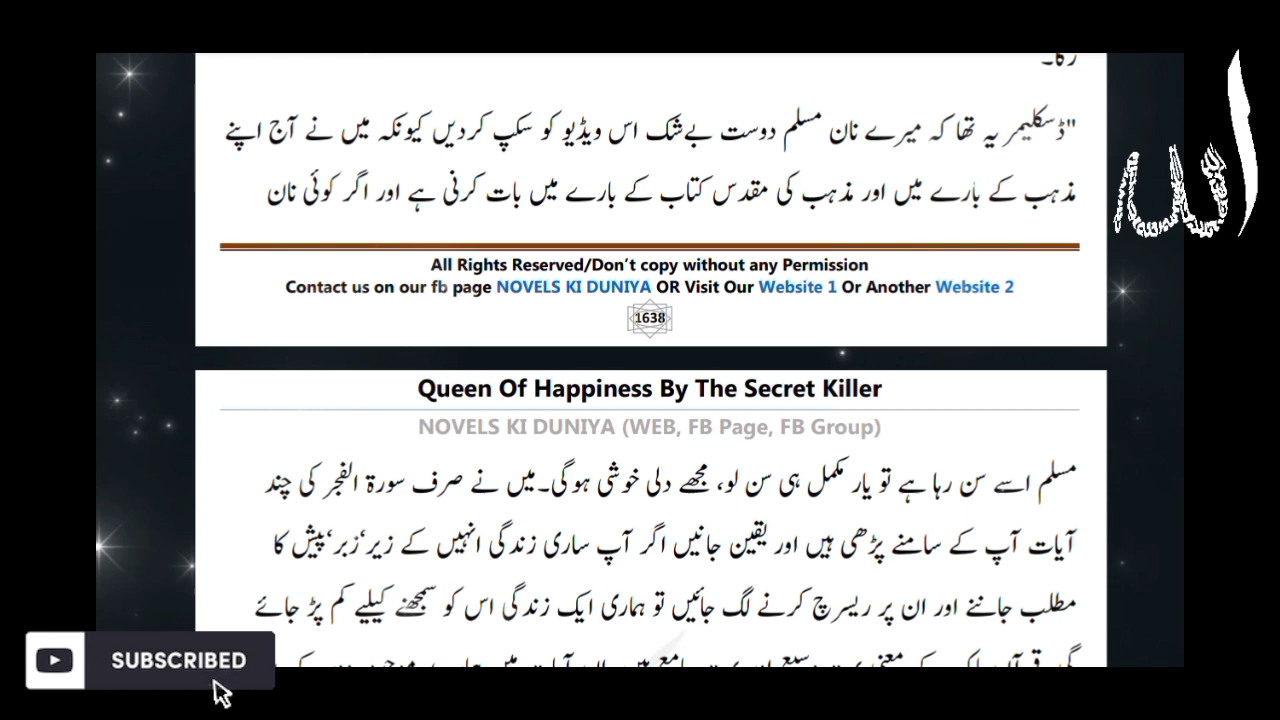 "ڈسکلیمر یہ تھا کہ میرے نان مسلم دوست بےشک اس ویڈیو کو سکپ کردیں کیونکہ میں نے آج اپنے
مذہب کے بارے میں اور مذہب کی مقدس کتاب کے بارے میں بات کرنی ہے اور اگر کوئی نان
All Rights Reserved/Don't copy without any Permission
Contact us on our fb page NOVELS KI DUNIYA OR Visit Our Website 1 Or Another Website 2
1638
Queen Of Happiness By The Secret Killer
NOVELS KI DUNIYA (WEB, FB Page, FB Group)
مسلم اسے سن رہا ہے تو یار مکمل ہی سن لو، مجھے دلی خوشی ہوگی۔میں نے صرف سورۃ الفجر کی چند
آیات آپ کے سامنے پڑھی ہیں اور یقین جانیں اگر آپ ساری زندگی انہیں کے زیر‘زبر‘پیش کا
مطلب جاننے اور ان پر ریسرچ کرنے لگ جائیں تو ہماری ایک زندگی اس کو سمجھنے کیلیے کم پڑ جائے
الله
SUBSCRIBED